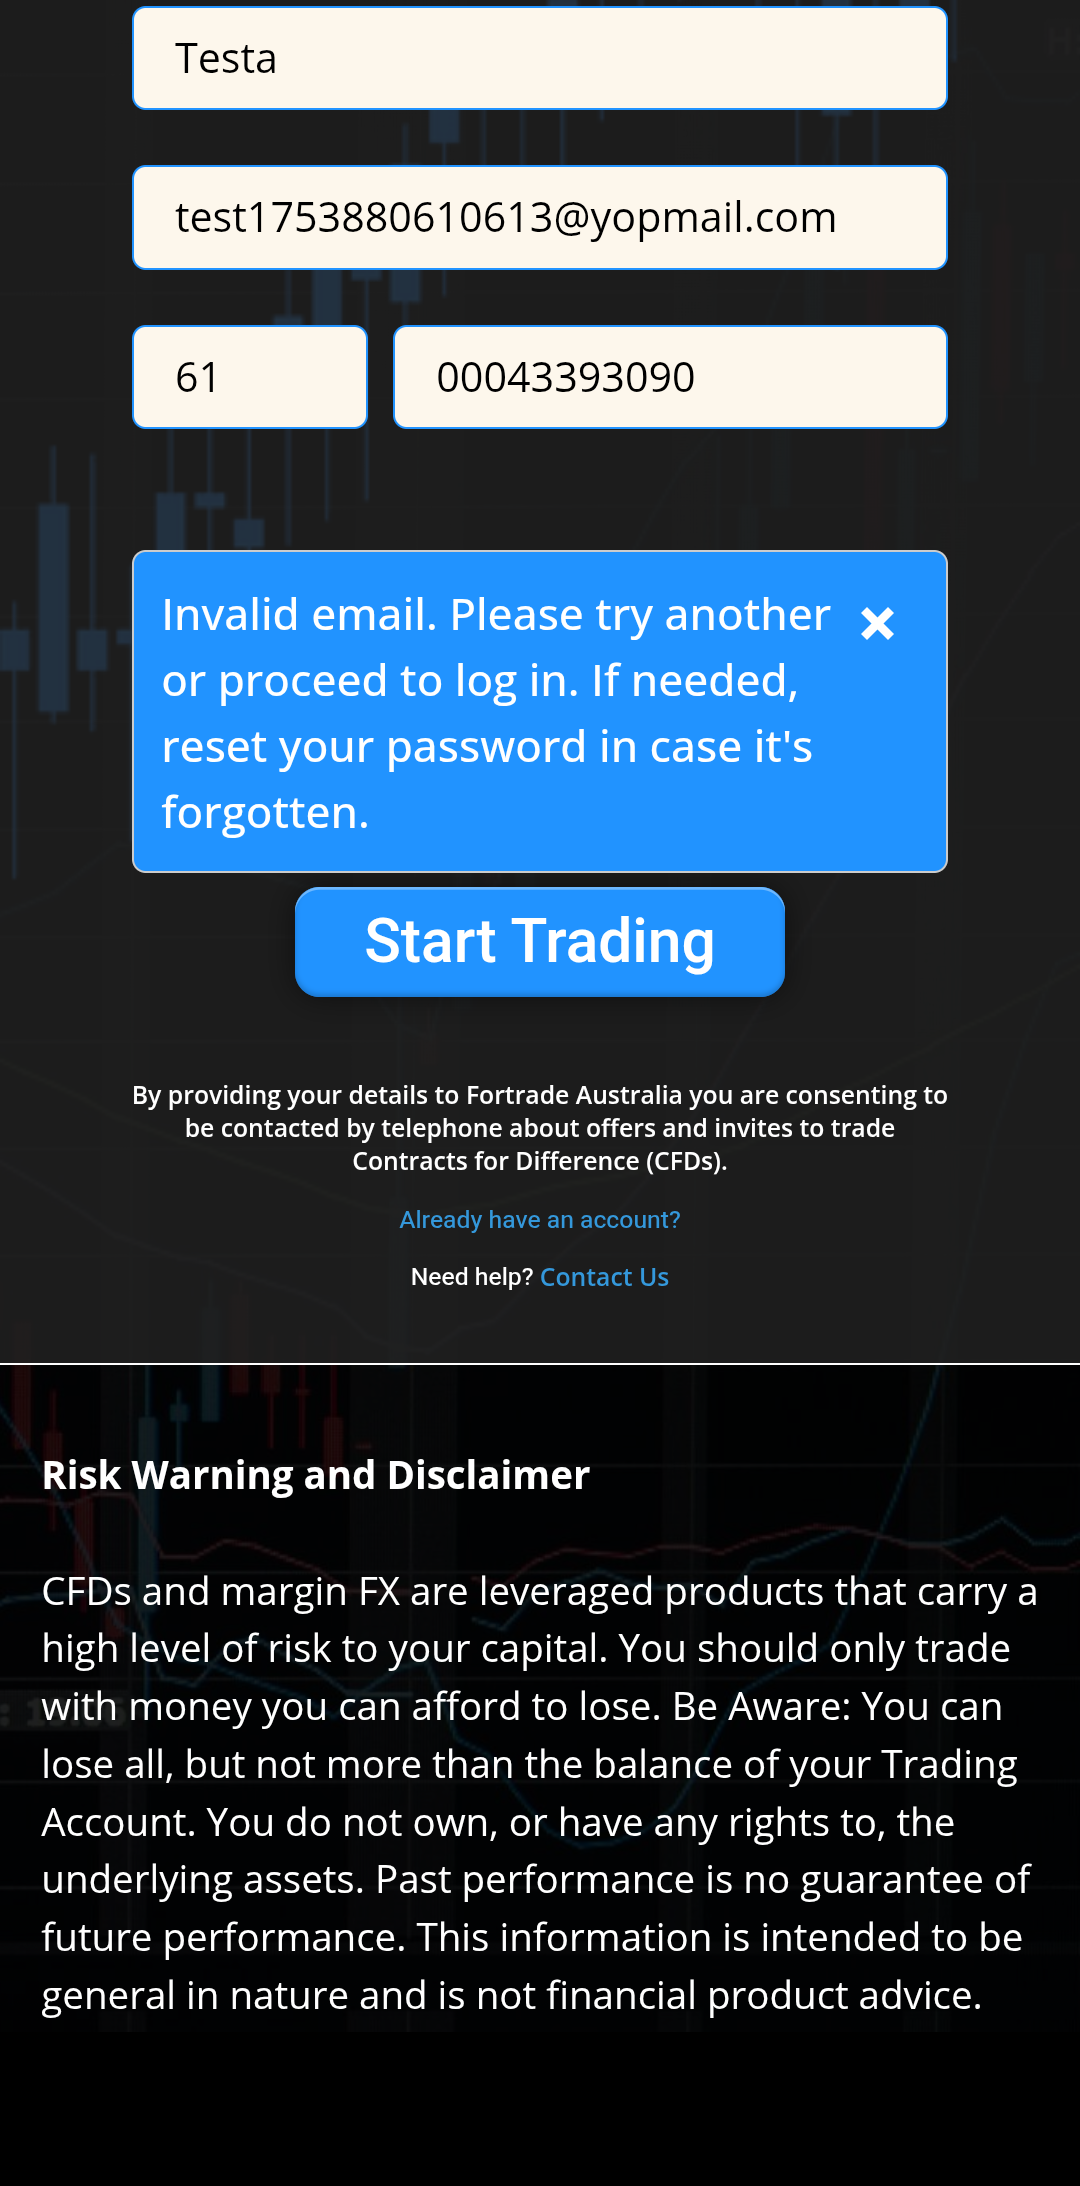 Testa
test1753880610613@yopmail.com
61 00043393090
Invalid email. Please try another
or proceed to log in. If needed,
reset your password in case it's
forgotten.
Start Trading
By providing your details to Fortrade Australia you are consenting to
be contacted by telephone about offers and invites to trade
Contracts for Difference (CFDs).
Already have an account?
Need help? Contact Us
Risk Warning and Disclaimer
CFDs and margin FX are leveraged products that carry a
high level of risk to your capital. You should only trade
with money you can afford to lose. Be Aware: You can
lose all, but not more than the balance of your Trading
Account. You do not own, or have any rights to, the
underlying assets. Past performance is no guarantee of
future performance. This information is intended to be
general in nature and is not financial product advice.